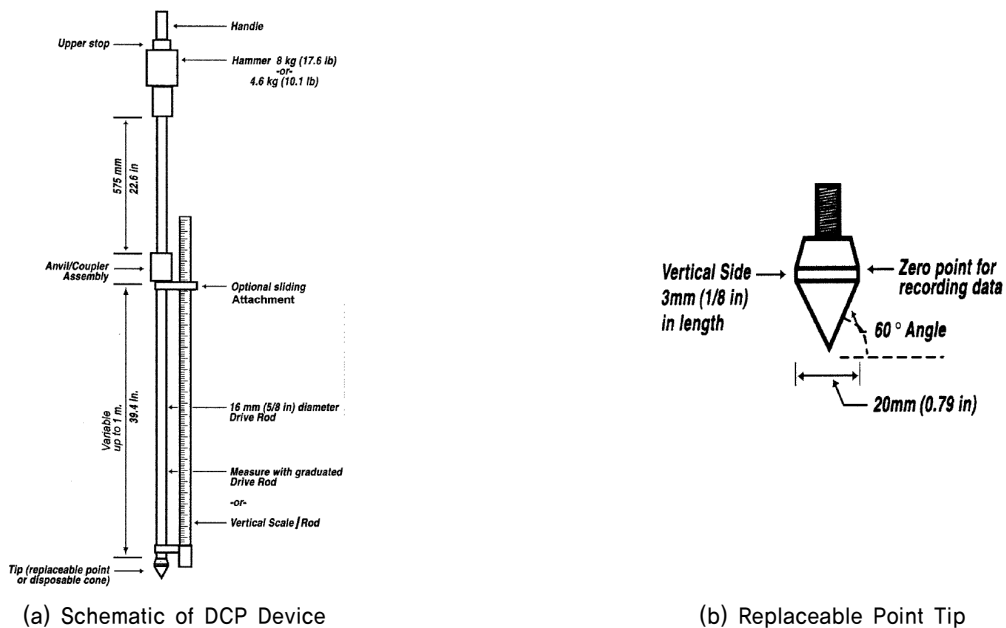 Handle
Upper stop
Hammer 8 kg (17.6 lb)
-or-
4.6 kg (10.1 lb)
575 mm
22.6 in
Anvil/Coupler
Assembly
Optional sliding
Attachment
Variable
up to 1 m.
39.4 in.
16 mm (5/8 in) diameter
Drive Rod
Measure with graduated
Drive Rod
-or-
Vertical Scale/Rod
Tip (replaceable point
or disposable cone)
(a) Schematic of DCP Device
Vertical Side
3mm (1/8 in)
in length
Zero point for
recording data
60° Angle
20mm (0.79 in)
(b) Replaceable Point Tip